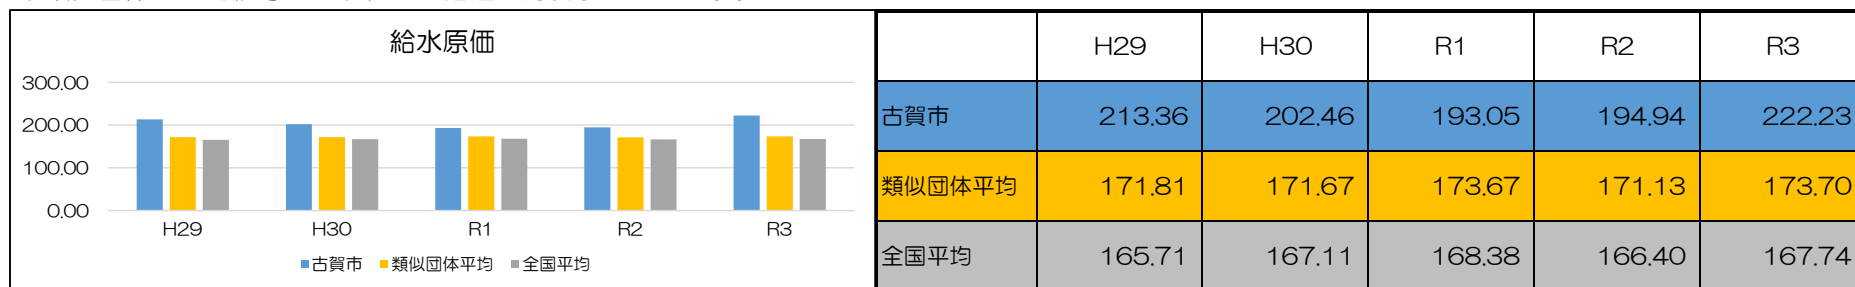 給水原価
300.00
200.00
100.00
0.00
H29 H30 R1 R2 R3
古賀市 類似団体平均 全国平均
H29 H30 R1 R2 R3
古賀市 213.36 202.46 193.05 194.94 222.23
類似団体平均 171.81 171.67 173.67 171.13 173.70
全国平均 165.71 167.11 168.38 166.40 167.74